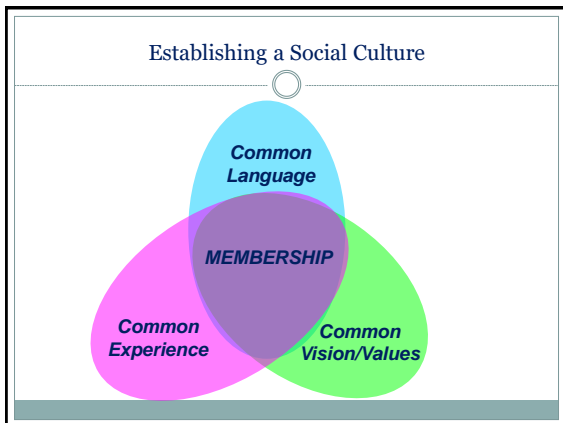 Establishing a Social Culture
Common
Language
MEMBERSHIP
Common
Experience
Common
Vision/Values